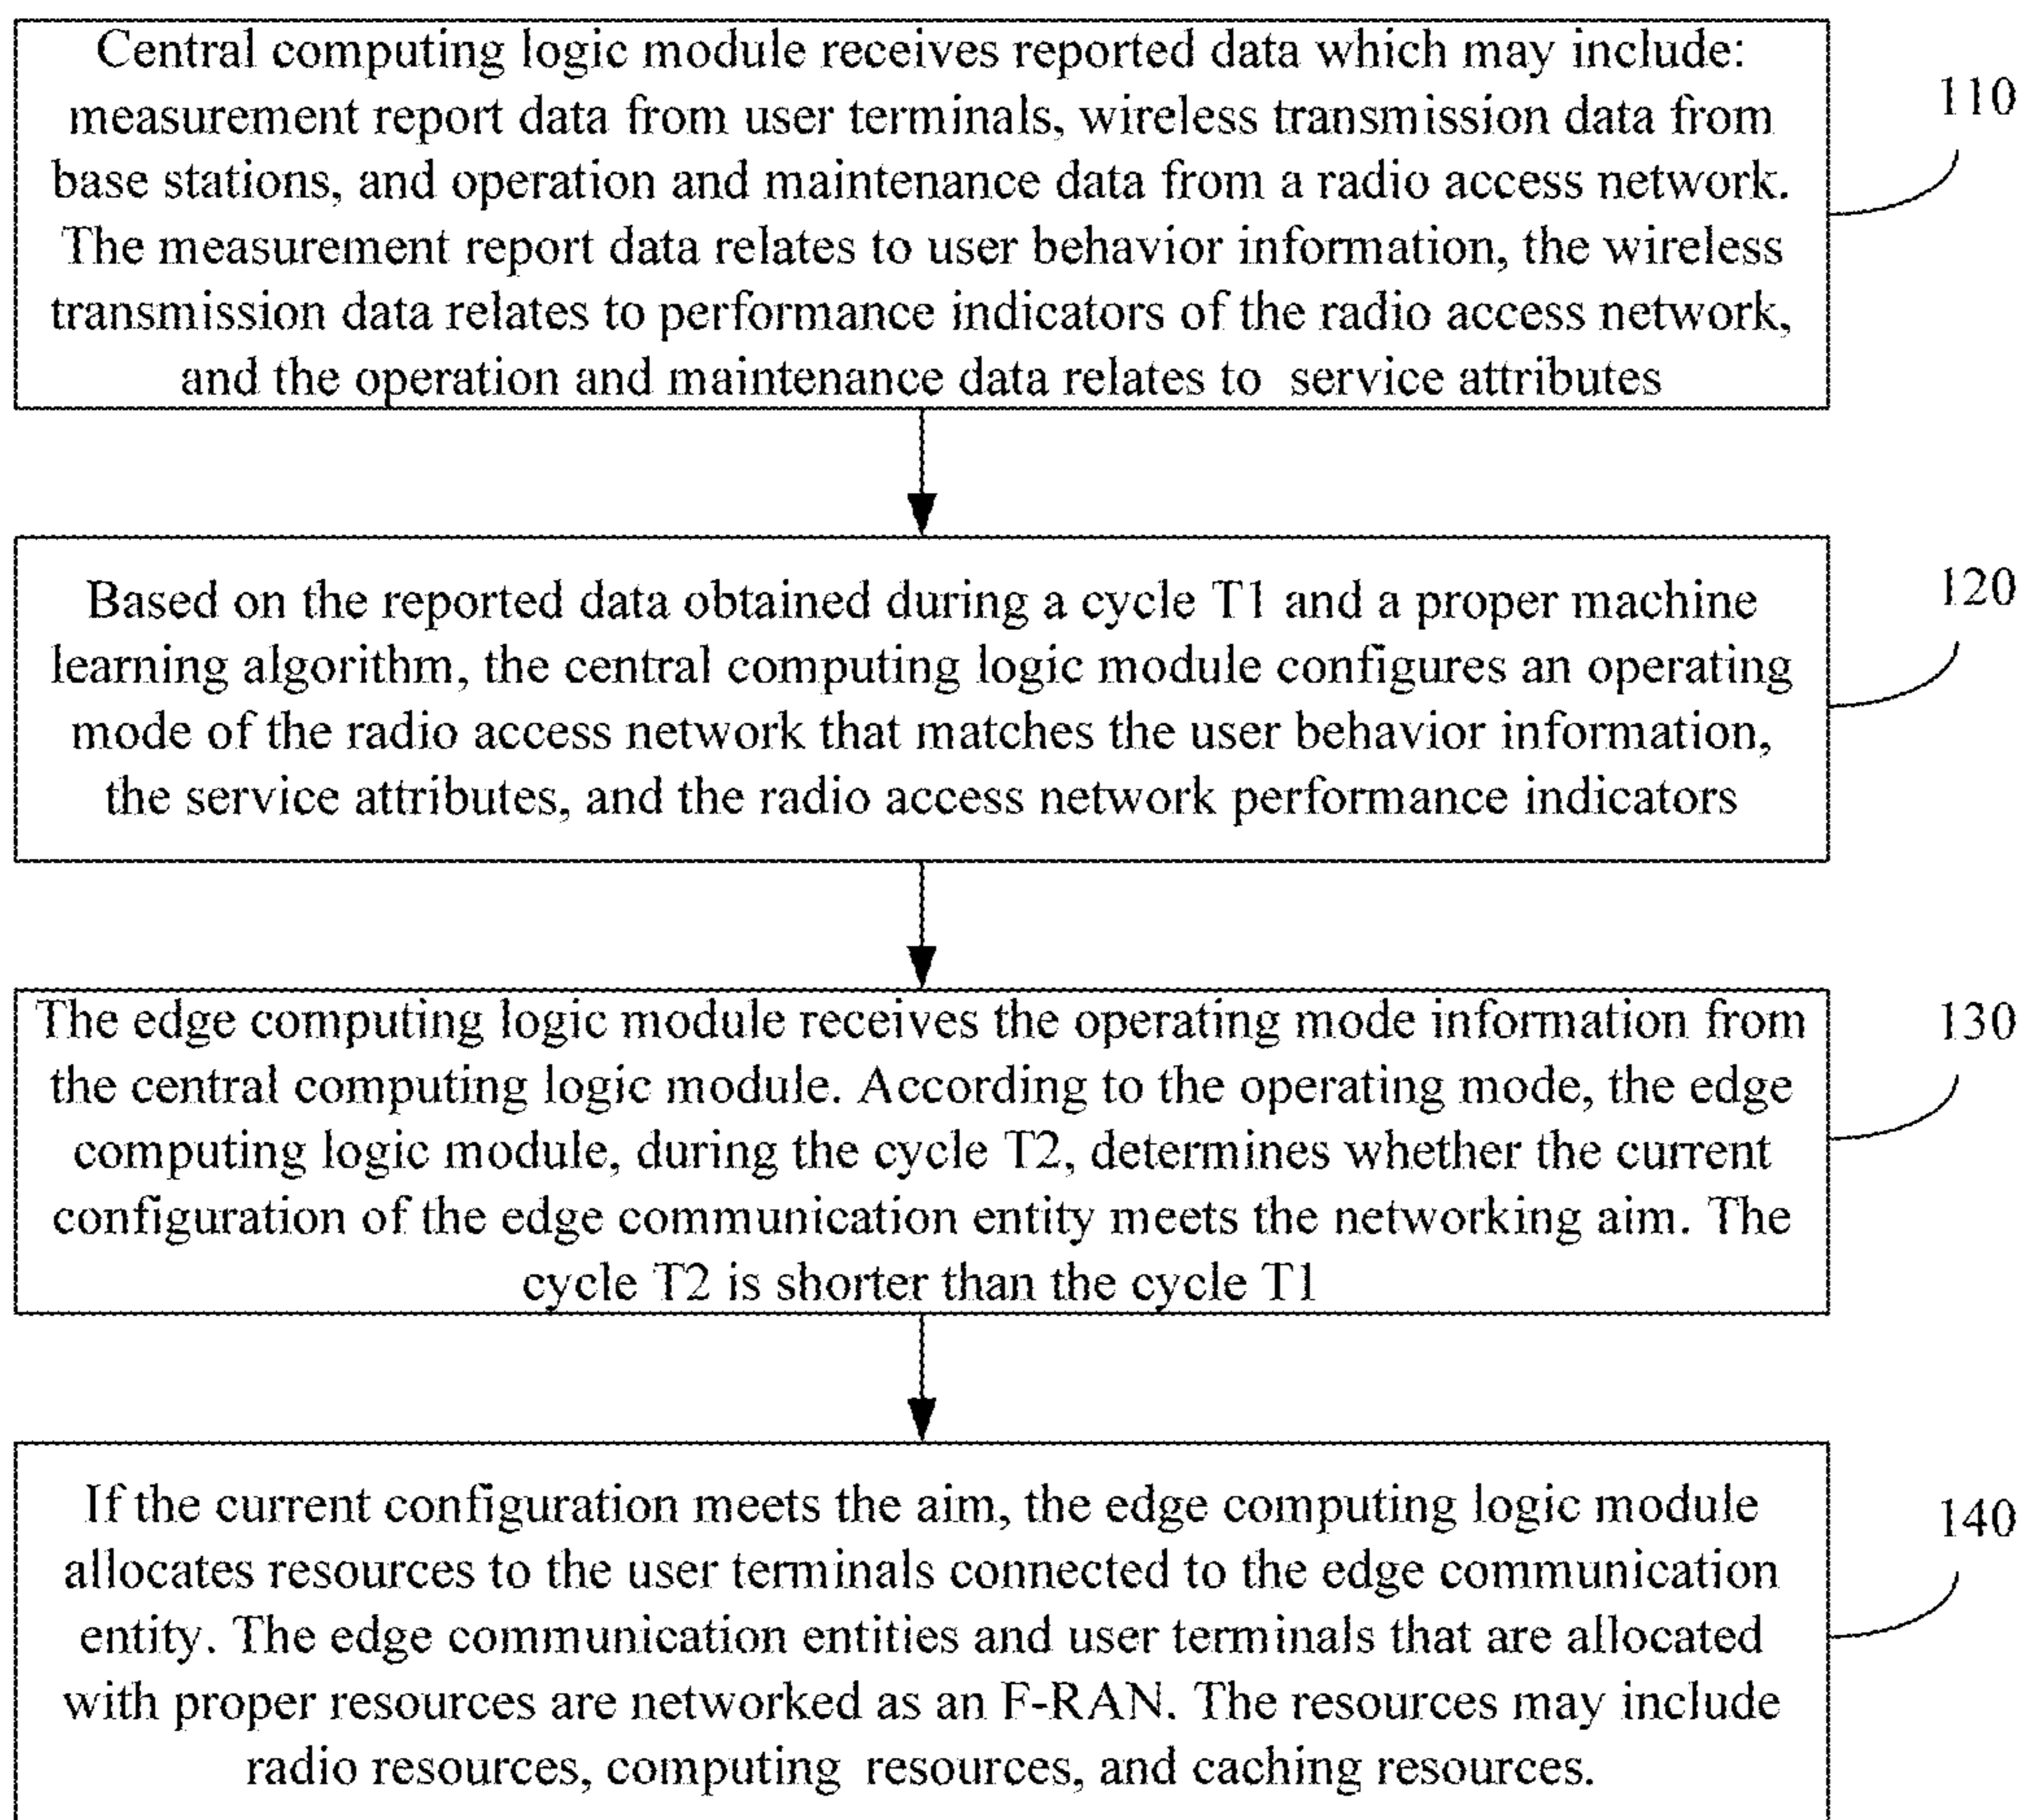 Central computing logic module receives reported data which may include:
measurement report data from user terminals, wireless transmission data from
base stations, and operation and maintenance data from a radio access network.
The measurement report data relates to user behavior information, the wireless
transmission data relates to performance indicators of the radio access network,
and the operation and maintenance data relates to service attributes
110
Based on the reported data obtained during a cycle T1 and a proper machine
learning algorithm, the central computing logic module configures an operating
mode of the radio access network that matches the user behavior information,
the service attributes, and the radio access network performance indicators
120
The edge computing logic module receives the operating mode information from
the central computing logic module. According to the operating mode, the edge
computing logic module, during the cycle T2, determines whether the current
configuration of the edge communication entity meets the networking aim. The
cycle T2 is shorter than the cycle T1
130
If the current configuration meets the aim, the edge computing logic module
allocates resources to the user terminals connected to the edge communication
entity. The edge communication entities and user terminals that are allocated
with proper resources are networked as an F-RAN. The resources may include
radio resources, computing resources, and caching resources.
140